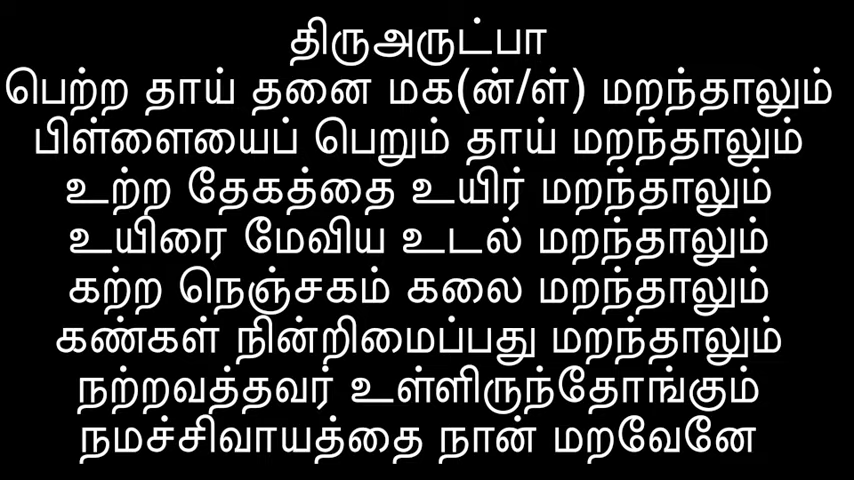 திருஅருட்பா
பெற்ற தாய் தனை மக(ன்/ள்) மறந்தாலும்
பிள்ளையைப் பெறும் தாய் மறந்தாலும்
உற்ற தேகத்தை உயிர் மறந்தாலும்
உயிரை மேவிய உடல் மறந்தாலும்
கற்ற நெஞ்சகம் கலை மறந்தாலும்
கண்கள் நின்றிமைப்பது மறந்தாலும்
நற்றவத்தவர் உள்ளிருந்தோங்கும்
நமச்சிவாயத்தை நான் மறவேனே